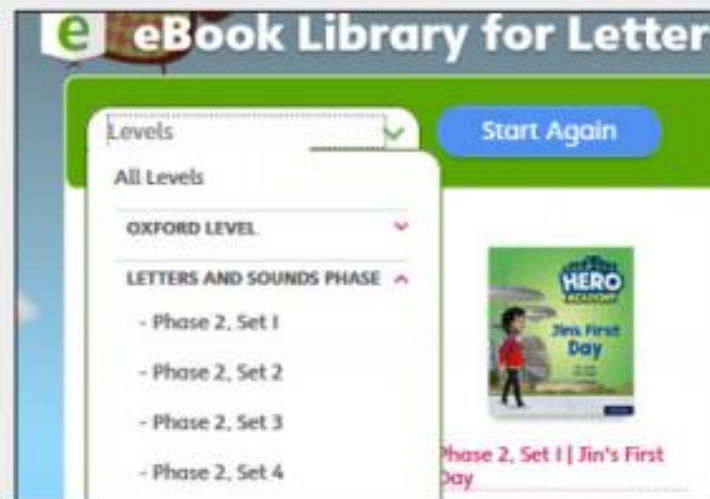 e eBook Library for Letter
Levels
Start Again
All Levels
OXFORD LEVEL
LETTERS AND SOUNDS PHASE
- Phase 2, Set 1
- Phase 2, Set 2
- Phase 2, Set 3
- Phase 2, Set 4
HERO
ACADEMY
Jin's First
Day
Phase 2, Set 1 | Jin's First
Day